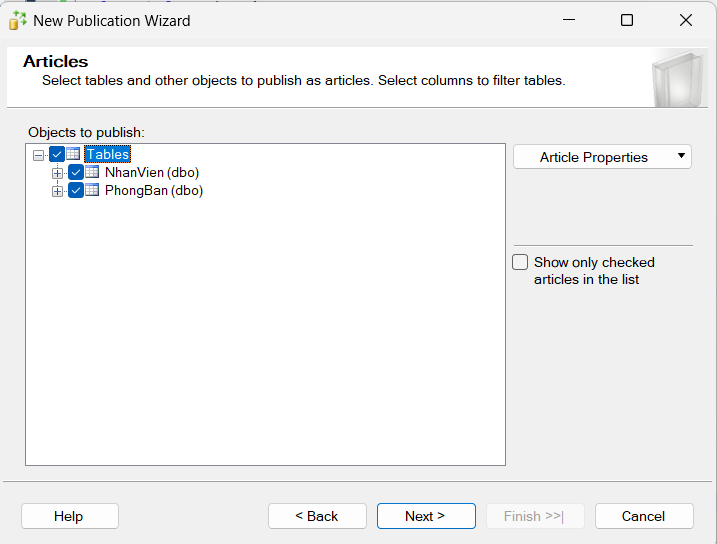 New Publication Wizard
Articles
Select tables and other objects to publish as articles. Select columns to filter tables.
Objects to publish:
Tables
NhanVien (dbo)
PhongBan (dbo)
Article Properties
Show only checked
articles in the list
Help
< Back
Next >
Finish >>|
Cancel